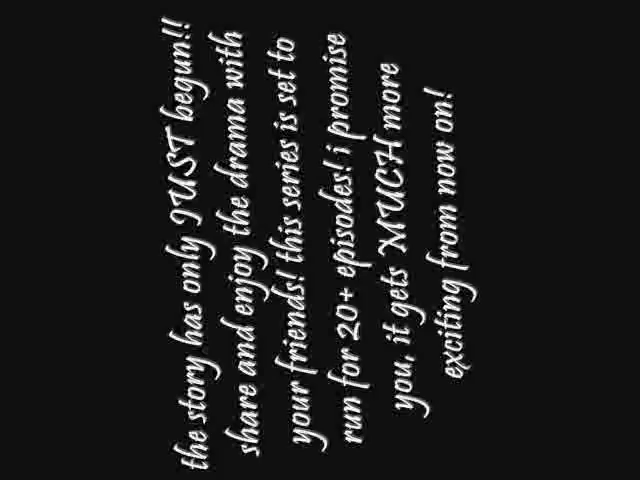 the story has only JUST begun!!
share and enjoy the drama with
your friends! this series is set to
run for 20+ episodes! i promise
you, it gets MUCH more
exciting from now on!